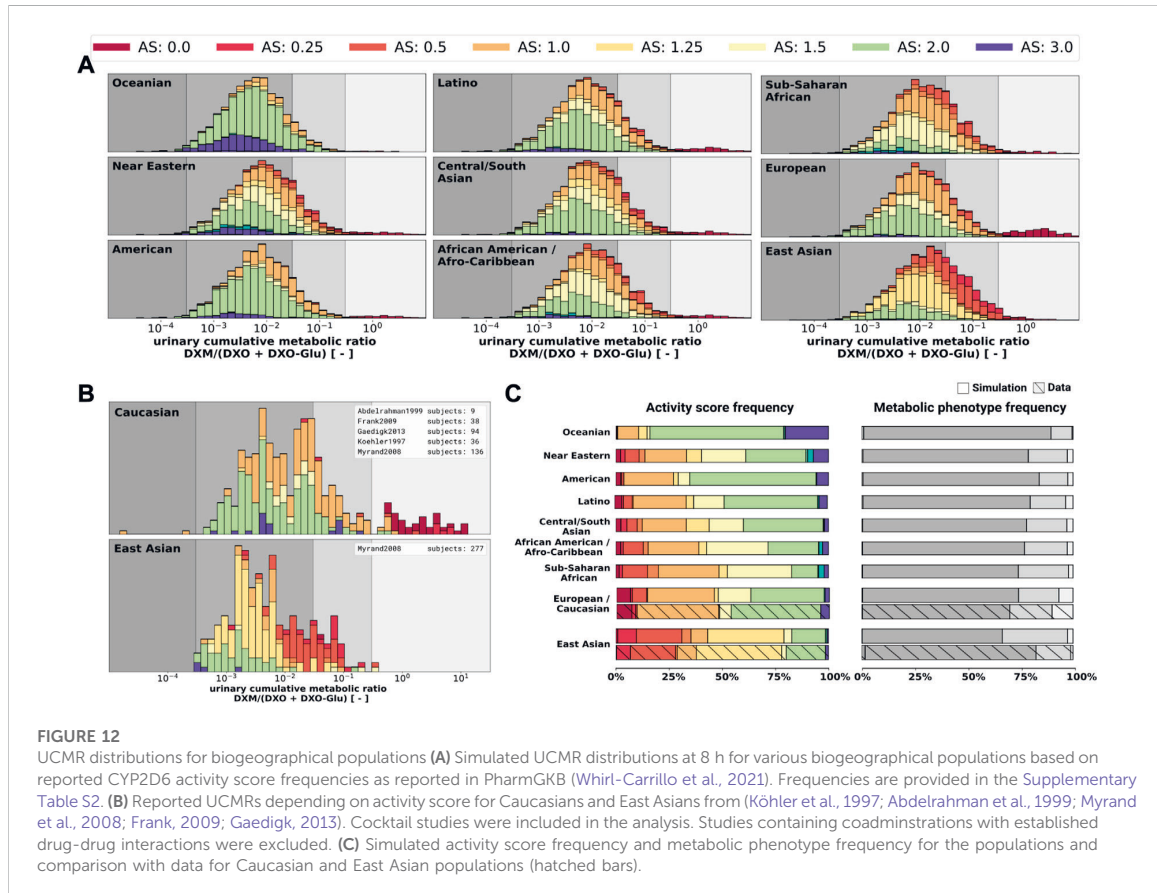 AS: 0.0 AS: 0.25 AS: 0.5 AS: 1.0 AS: 1.25 AS: 1.5 AS: 2.0 AS: 3.0
A
Oceanian Latino Sub-Saharan
African
Near Eastern Central/South
Asian European
American African American /
Afro-Caribbean East Asian
10⁻⁴ 10⁻³ 10⁻² 10⁻¹ 10⁰ 10⁻⁴ 10⁻³ 10⁻² 10⁻¹ 10⁰ 10⁻⁴ 10⁻³ 10⁻² 10⁻¹ 10⁰
urinary cumulative metabolic ratio urinary cumulative metabolic ratio urinary cumulative metabolic ratio
DXM/(DXO + DXO-Glu) [ - ] DXM/(DXO + DXO-Glu) [ - ] DXM/(DXO + DXO-Glu) [ - ]
B
Caucasian
Abdelrahman1999 subjects: 9
Frank2009 subjects: 38
Gaedigk2013 subjects: 94
Koehler1997 subjects: 36
Myrand2008 subjects: 136
East Asian
Myrand2008 subjects: 277
10⁻⁴ 10⁻³ 10⁻² 10⁻¹ 10⁰ 10¹
urinary cumulative metabolic ratio
DXM/(DXO + DXO-Glu) [ - ]
C
Simulation Data
Activity score frequency Metabolic phenotype frequency
Oceanian
Near Eastern
American
Latino
Central/South
Asian
African American /
Afro-Caribbean
Sub-Saharan
African
European /
Caucasian
East Asian
0% 25% 50% 75% 100% 0% 25% 50% 75% 100%
FIGURE 12
UCMR distributions for biogeographical populations (A) Simulated UCMR distributions at 8 h for various biogeographical populations based on
reported CYP2D6 activity score frequencies as reported in PharmGKB (Whirl-Carrillo et al., 2021). Frequencies are provided in the Supplementary
Table S2. (B) Reported UCMRs depending on activity score for Caucasians and East Asians from (Köhler et al., 1997; Abdelrahman et al., 1999; Myrand
et al., 2008; Frank, 2009; Gaedigk, 2013). Cocktail studies were included in the analysis. Studies containing coadminstrations with established
drug-drug interactions were excluded. (C) Simulated activity score frequency and metabolic phenotype frequency for the populations and
comparison with data for Caucasian and East Asian populations (hatched bars).